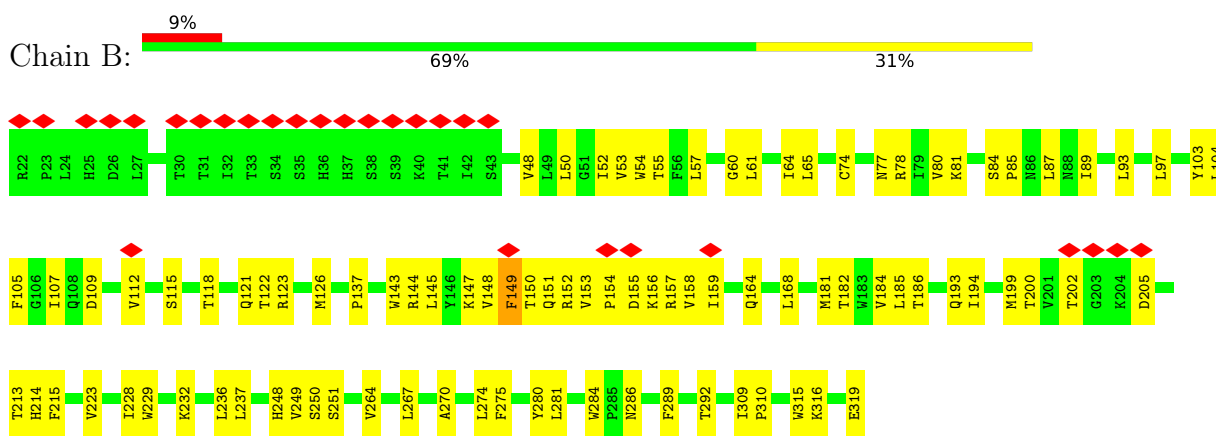 9%
Chain B:
69% 31%
R22 P23 L24 H25 D26 L27 T30 T31 I32 T33 S34 S35 H36 H37 S38 S39 K40 T41 I42 S43 V48 L49 L50 G51 I52 V53 W54 T55 F56 L57 G60 L61 I64 L65 C74 N77 R78 I79 V80 K81 S84 P85 N86 L87 N88 I89 L93 L97 Y103 L104
F105 G106 I107 Q108 D109 V112 S115 T118 Q121 T122 R123 M126 P137 W143 R144 L145 Y146 K147 V148 F149 T150 Q151 R152 V153 P154 D155 K156 R157 V158 I159 Q164 L168 M181 T182 W183 V184 L185 T186 Q193 I194 M199 T200 V201 T202 G203 K204 D205
T213 H214 F215 V223 I228 W229 K232 L236 L237 H248 V249 S250 S251 V264 L267 A270 L274 F275 Y280 L281 W284 P285 N286 F289 T292 I309 P310 W315 K316 E319